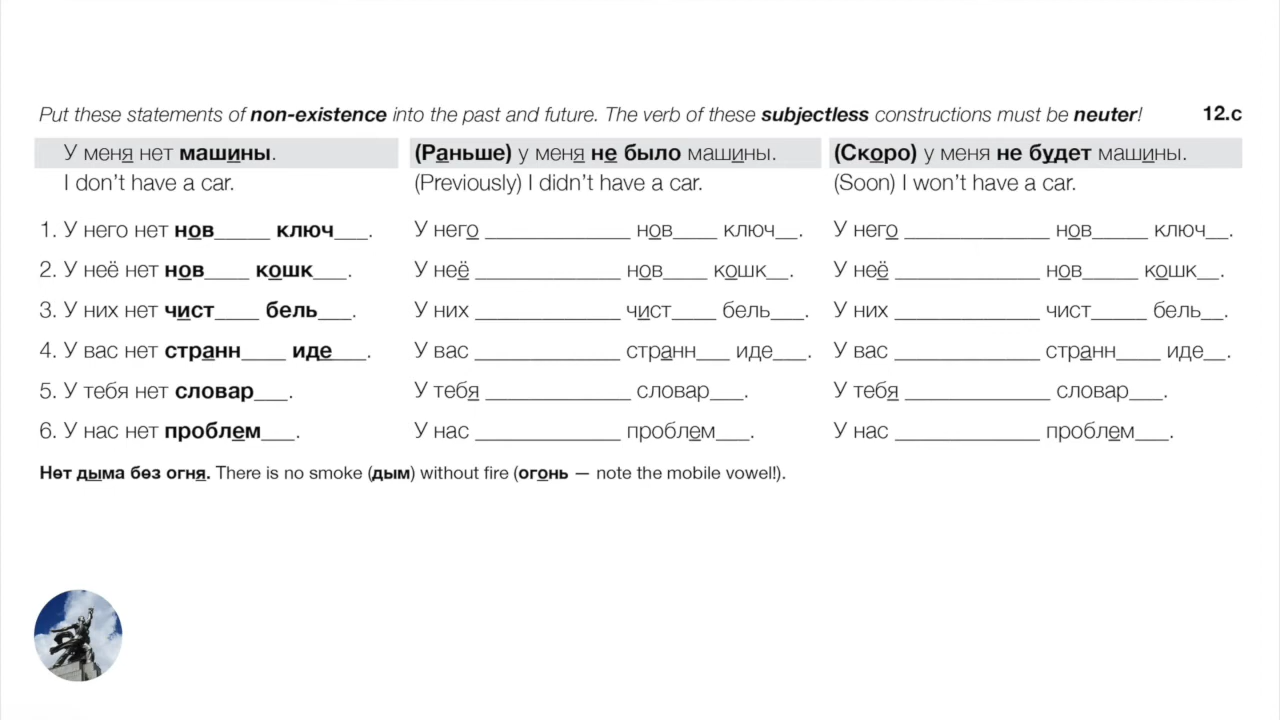 Put these statements of non-existence into the past and future. The verb of these subjectless constructions must be neuter! 12.c
У меня нет машины. (Раньше) у меня не было машины. (Скоро) у меня не будет машины.
I don't have a car. (Previously) I didn't have a car. (Soon) I won't have a car.
1. У него нет нов_____ ключ___. У него _____________ нов____ ключ__. У него _____________ нов_____ ключ__.
2. У неё нет нов____ кошк___. У неё _____________ нов____ кошк__. У неё _____________ нов_____ кошк__.
3. У них нет чист____ бель___. У них _____________ чист____ бель___. У них _____________ чист_____ бель__.
4. У вас нет странн____ иде___. У вас _____________ странн___ иде___. У вас _____________ странн____ иде__.
5. У тебя нет словар___. У тебя _____________ словар___. У тебя _____________ словар___.
6. У нас нет проблем___. У нас _____________ проблем___. У нас _____________ проблем___.
Нет дыма без огня. There is no smoke (дым) without fire (огонь — note the mobile vowel!).